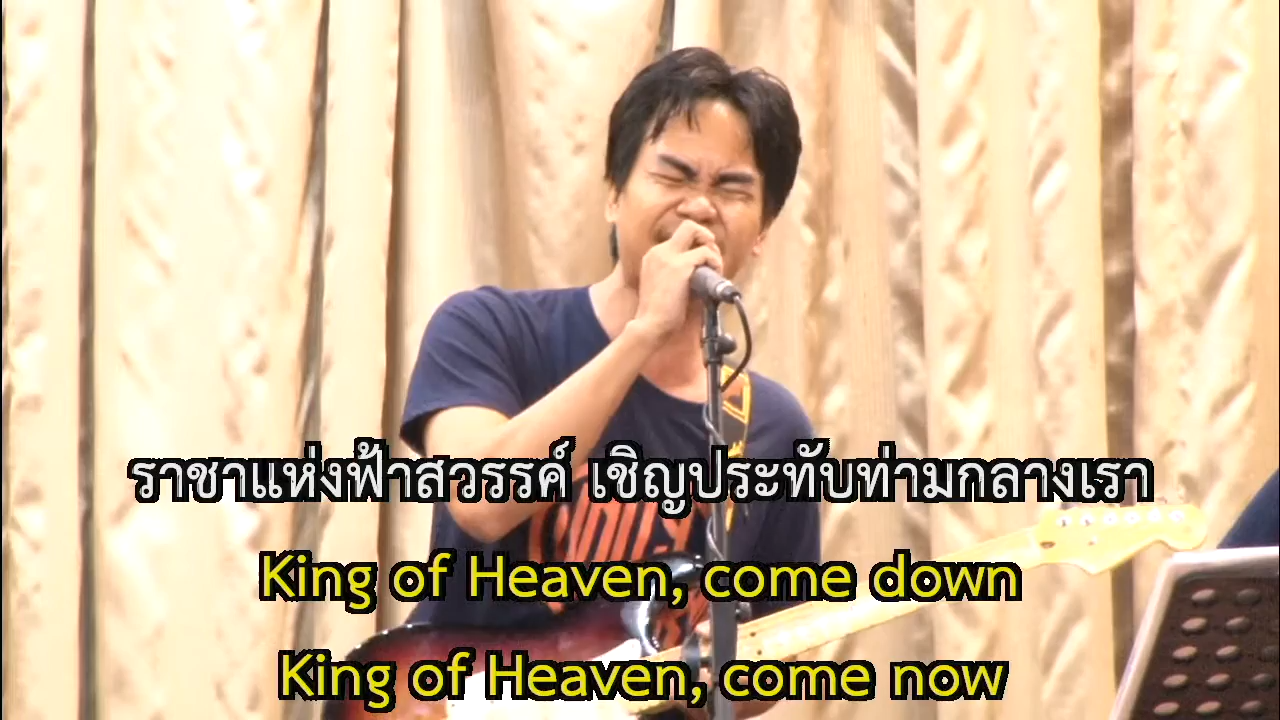 ราชาแห่งฟ้าสวรรค์ เชิญประทับท่ามกลางเรา
King of Heaven, come down
King of Heaven, come now